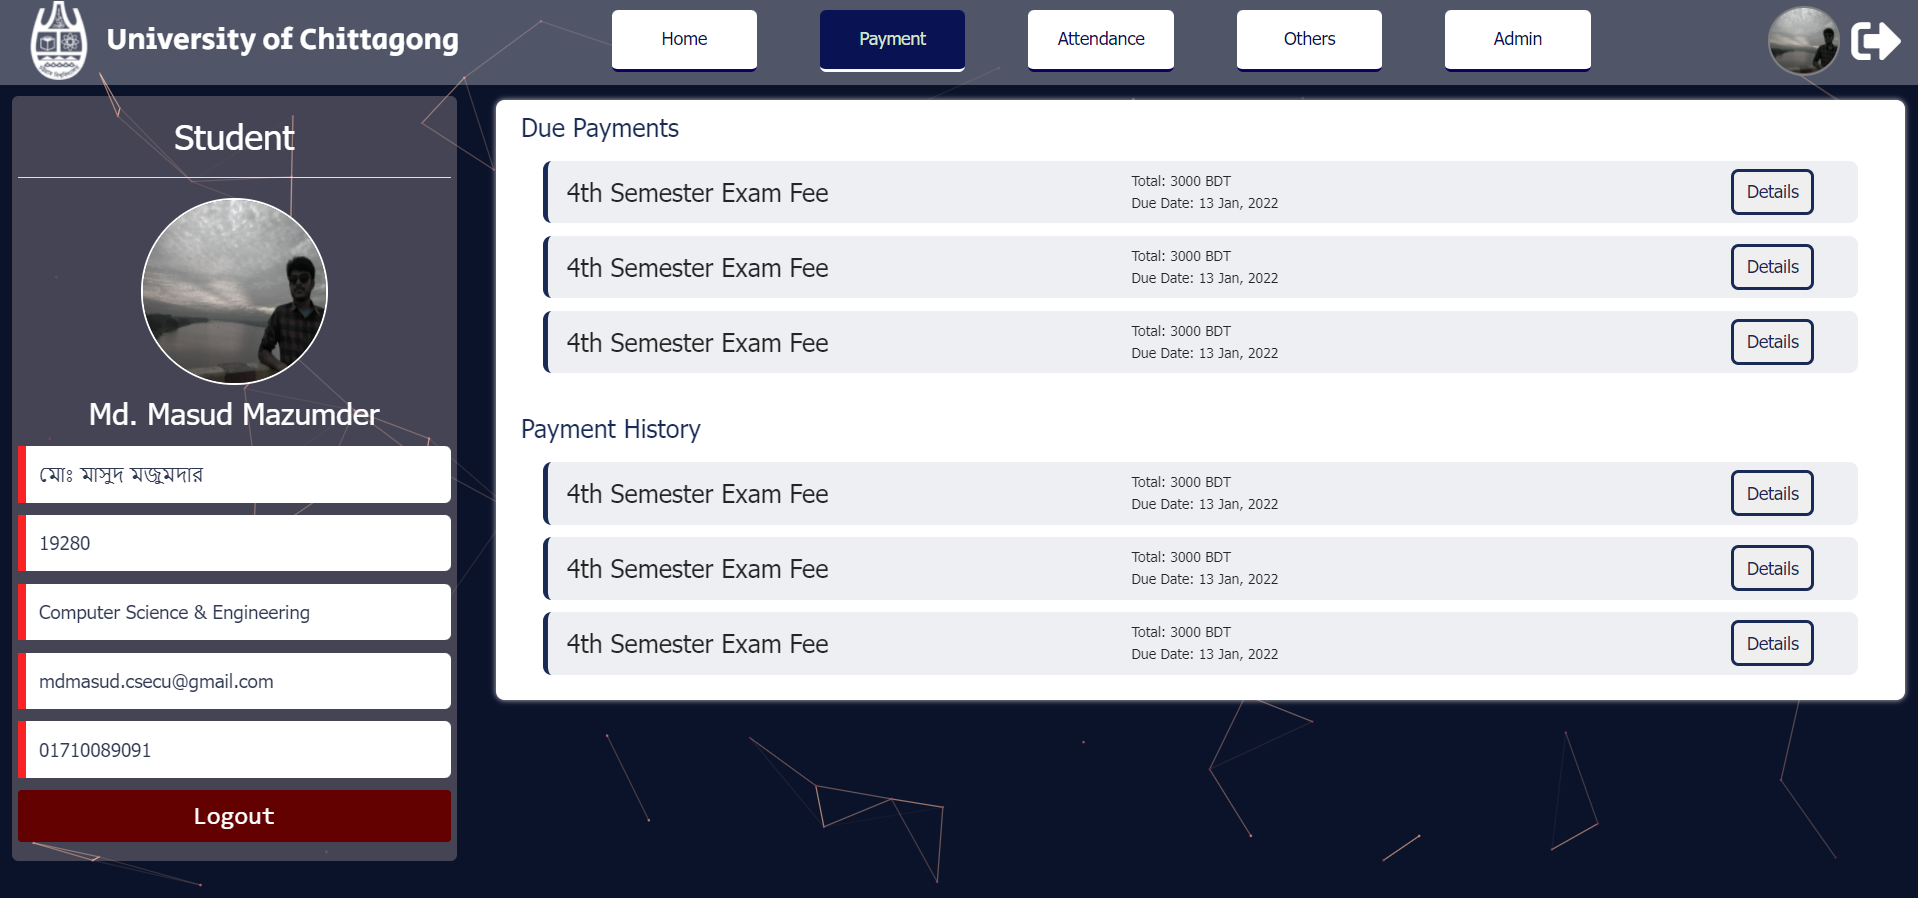 University of Chittagong
Home
Payment
Attendance
Others
Admin
Student
Md. Masud Mazumder
মোঃ মাসুদ মজুমদার
19280
Computer Science & Engineering
mdmasud.csecu@gmail.com
01710089091
Logout
Due Payments
4th Semester Exam Fee
Total: 3000 BDT
Due Date: 13 Jan, 2022
Details
4th Semester Exam Fee
Total: 3000 BDT
Due Date: 13 Jan, 2022
Details
4th Semester Exam Fee
Total: 3000 BDT
Due Date: 13 Jan, 2022
Details
Payment History
4th Semester Exam Fee
Total: 3000 BDT
Due Date: 13 Jan, 2022
Details
4th Semester Exam Fee
Total: 3000 BDT
Due Date: 13 Jan, 2022
Details
4th Semester Exam Fee
Total: 3000 BDT
Due Date: 13 Jan, 2022
Details